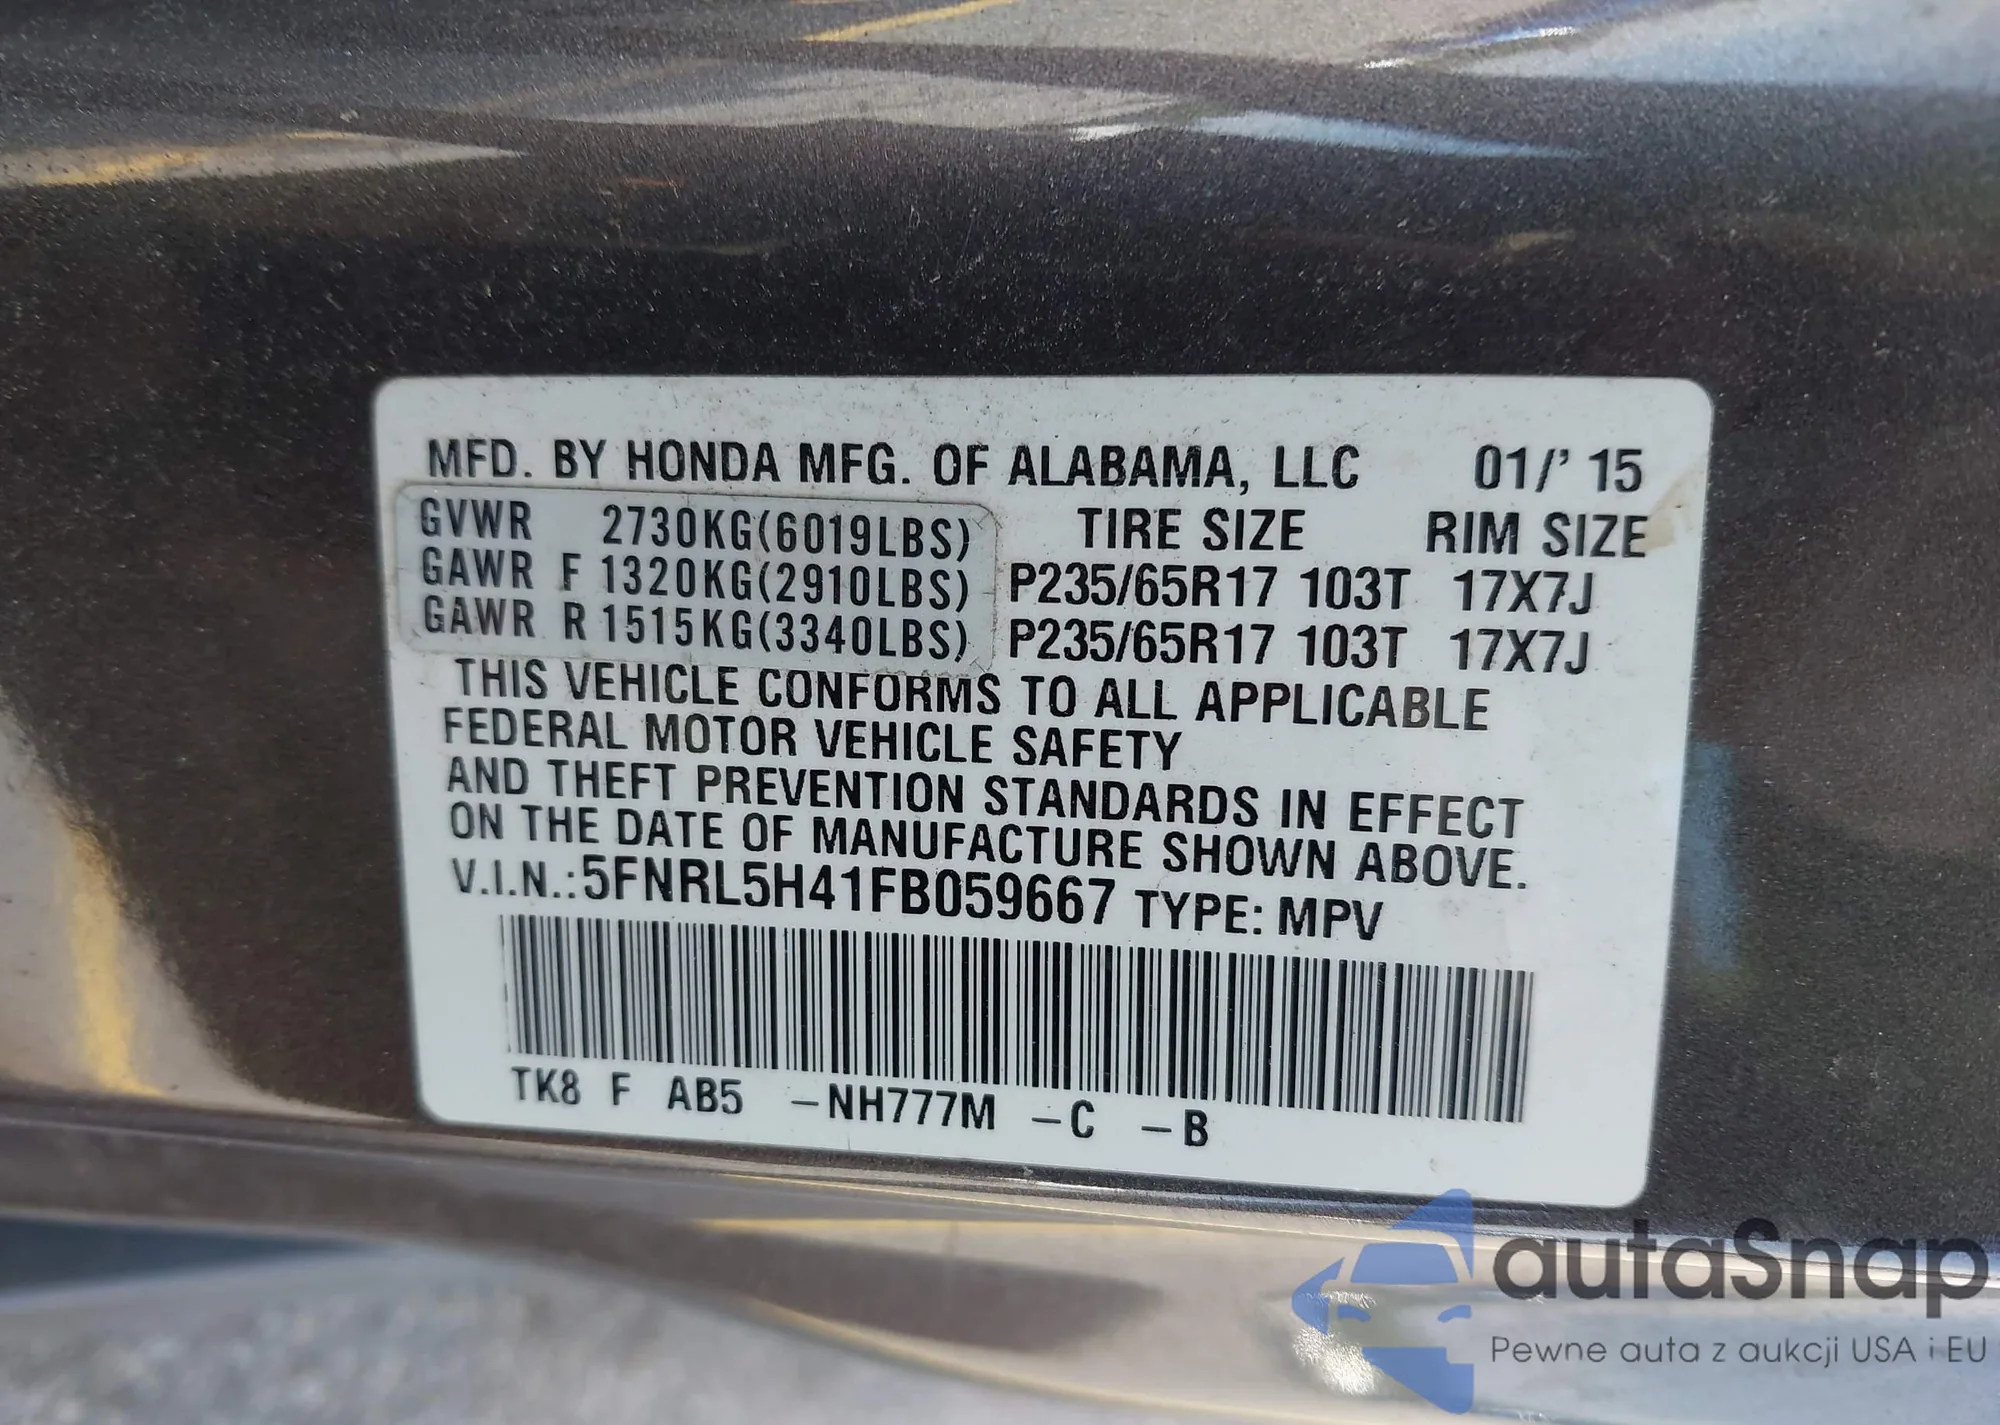 MFD. BY HONDA MFG. OF ALABAMA, LLC 01/' 15
GVWR 2730KG(6019LBS) TIRE SIZE RIM SIZE
GAWR F 1320KG(2910LBS) P235/65R17 103T 17X7J
GAWR R 1515KG(3340LBS) P235/65R17 103T 17X7J
THIS VEHICLE CONFORMS TO ALL APPLICABLE
FEDERAL MOTOR VEHICLE SAFETY
AND THEFT PREVENTION STANDARDS IN EFFECT
ON THE DATE OF MANUFACTURE SHOWN ABOVE.
V.I.N.:5FNRL5H41FB059667 TYPE: MPV
TK8 F AB5 –NH777M –C –B
autaSnap
Pewne auta z aukcji USA i EU